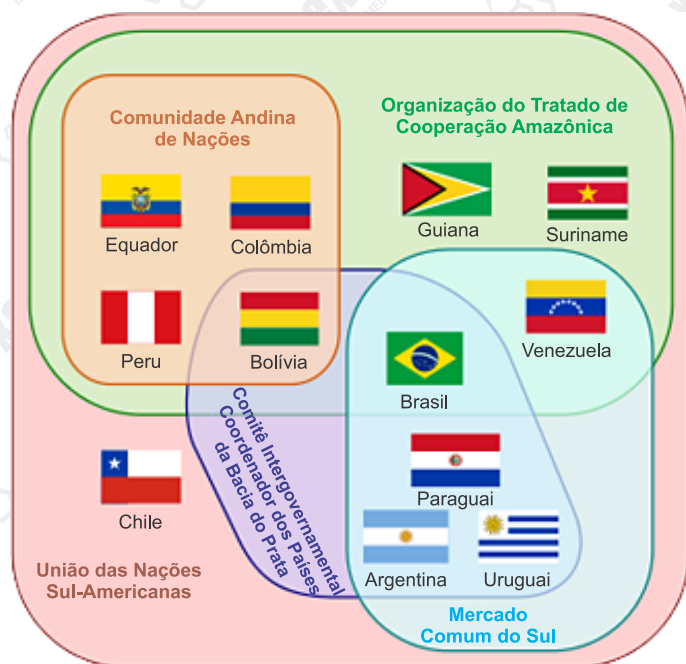 Comunidade Andina
de Nações
Organização do Tratado de
Cooperação Amazônica
Equador
Colômbia
Guiana
Suriname
Peru
Bolívia
Brasil
Venezuela
Comitê Intergovernamental
Coordenador dos Países
da Bacia do Prata
Chile
Paraguai
Argentina
Uruguai
União das Nações
Sul-Americanas
Mercado
Comum do Sul